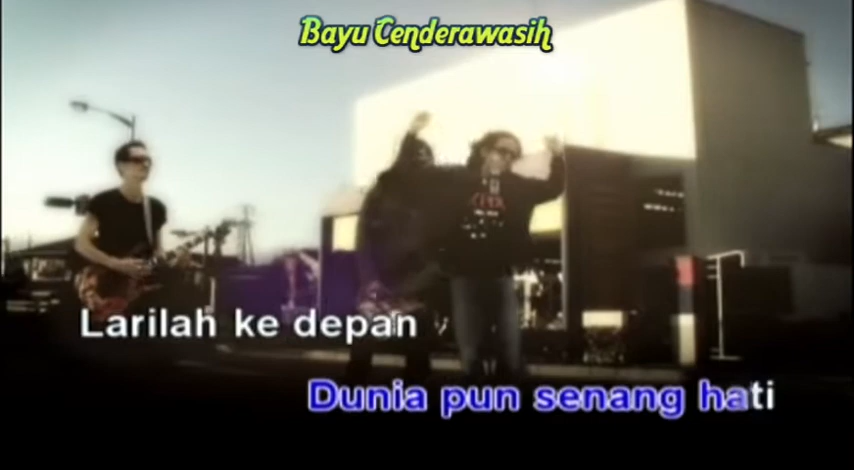 Bayu Cenderawasih
Larilah ke depan
Dunia pun senang hati